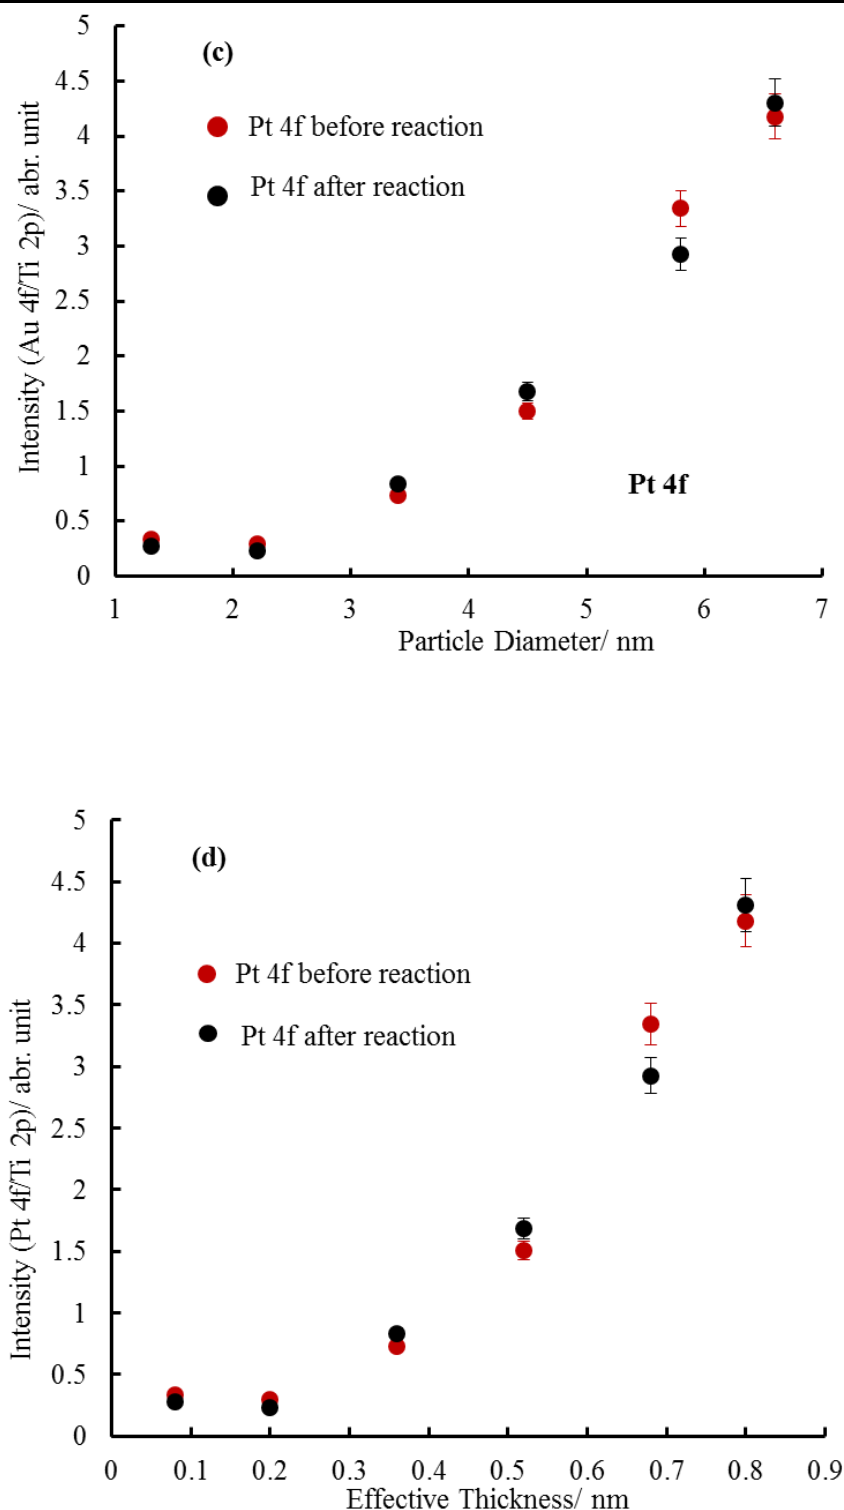 5
(c)
4.5
Pt 4f before reaction
4
Pt 4f after reaction
3.5
3
2.5
2
1.5
1
Pt 4f
0.5
0
Intensity (Au 4f/Ti 2p)/ abr. unit
1 2 3 4 5 6 7
Particle Diameter/ nm
5
(d)
4.5
4
Pt 4f before reaction
3.5
Pt 4f after reaction
3
2.5
2
1.5
1
0.5
0
Intensity (Pt 4f/Ti 2p)/ abr. unit
0 0.1 0.2 0.3 0.4 0.5 0.6 0.7 0.8 0.9
Effective Thickness/ nm